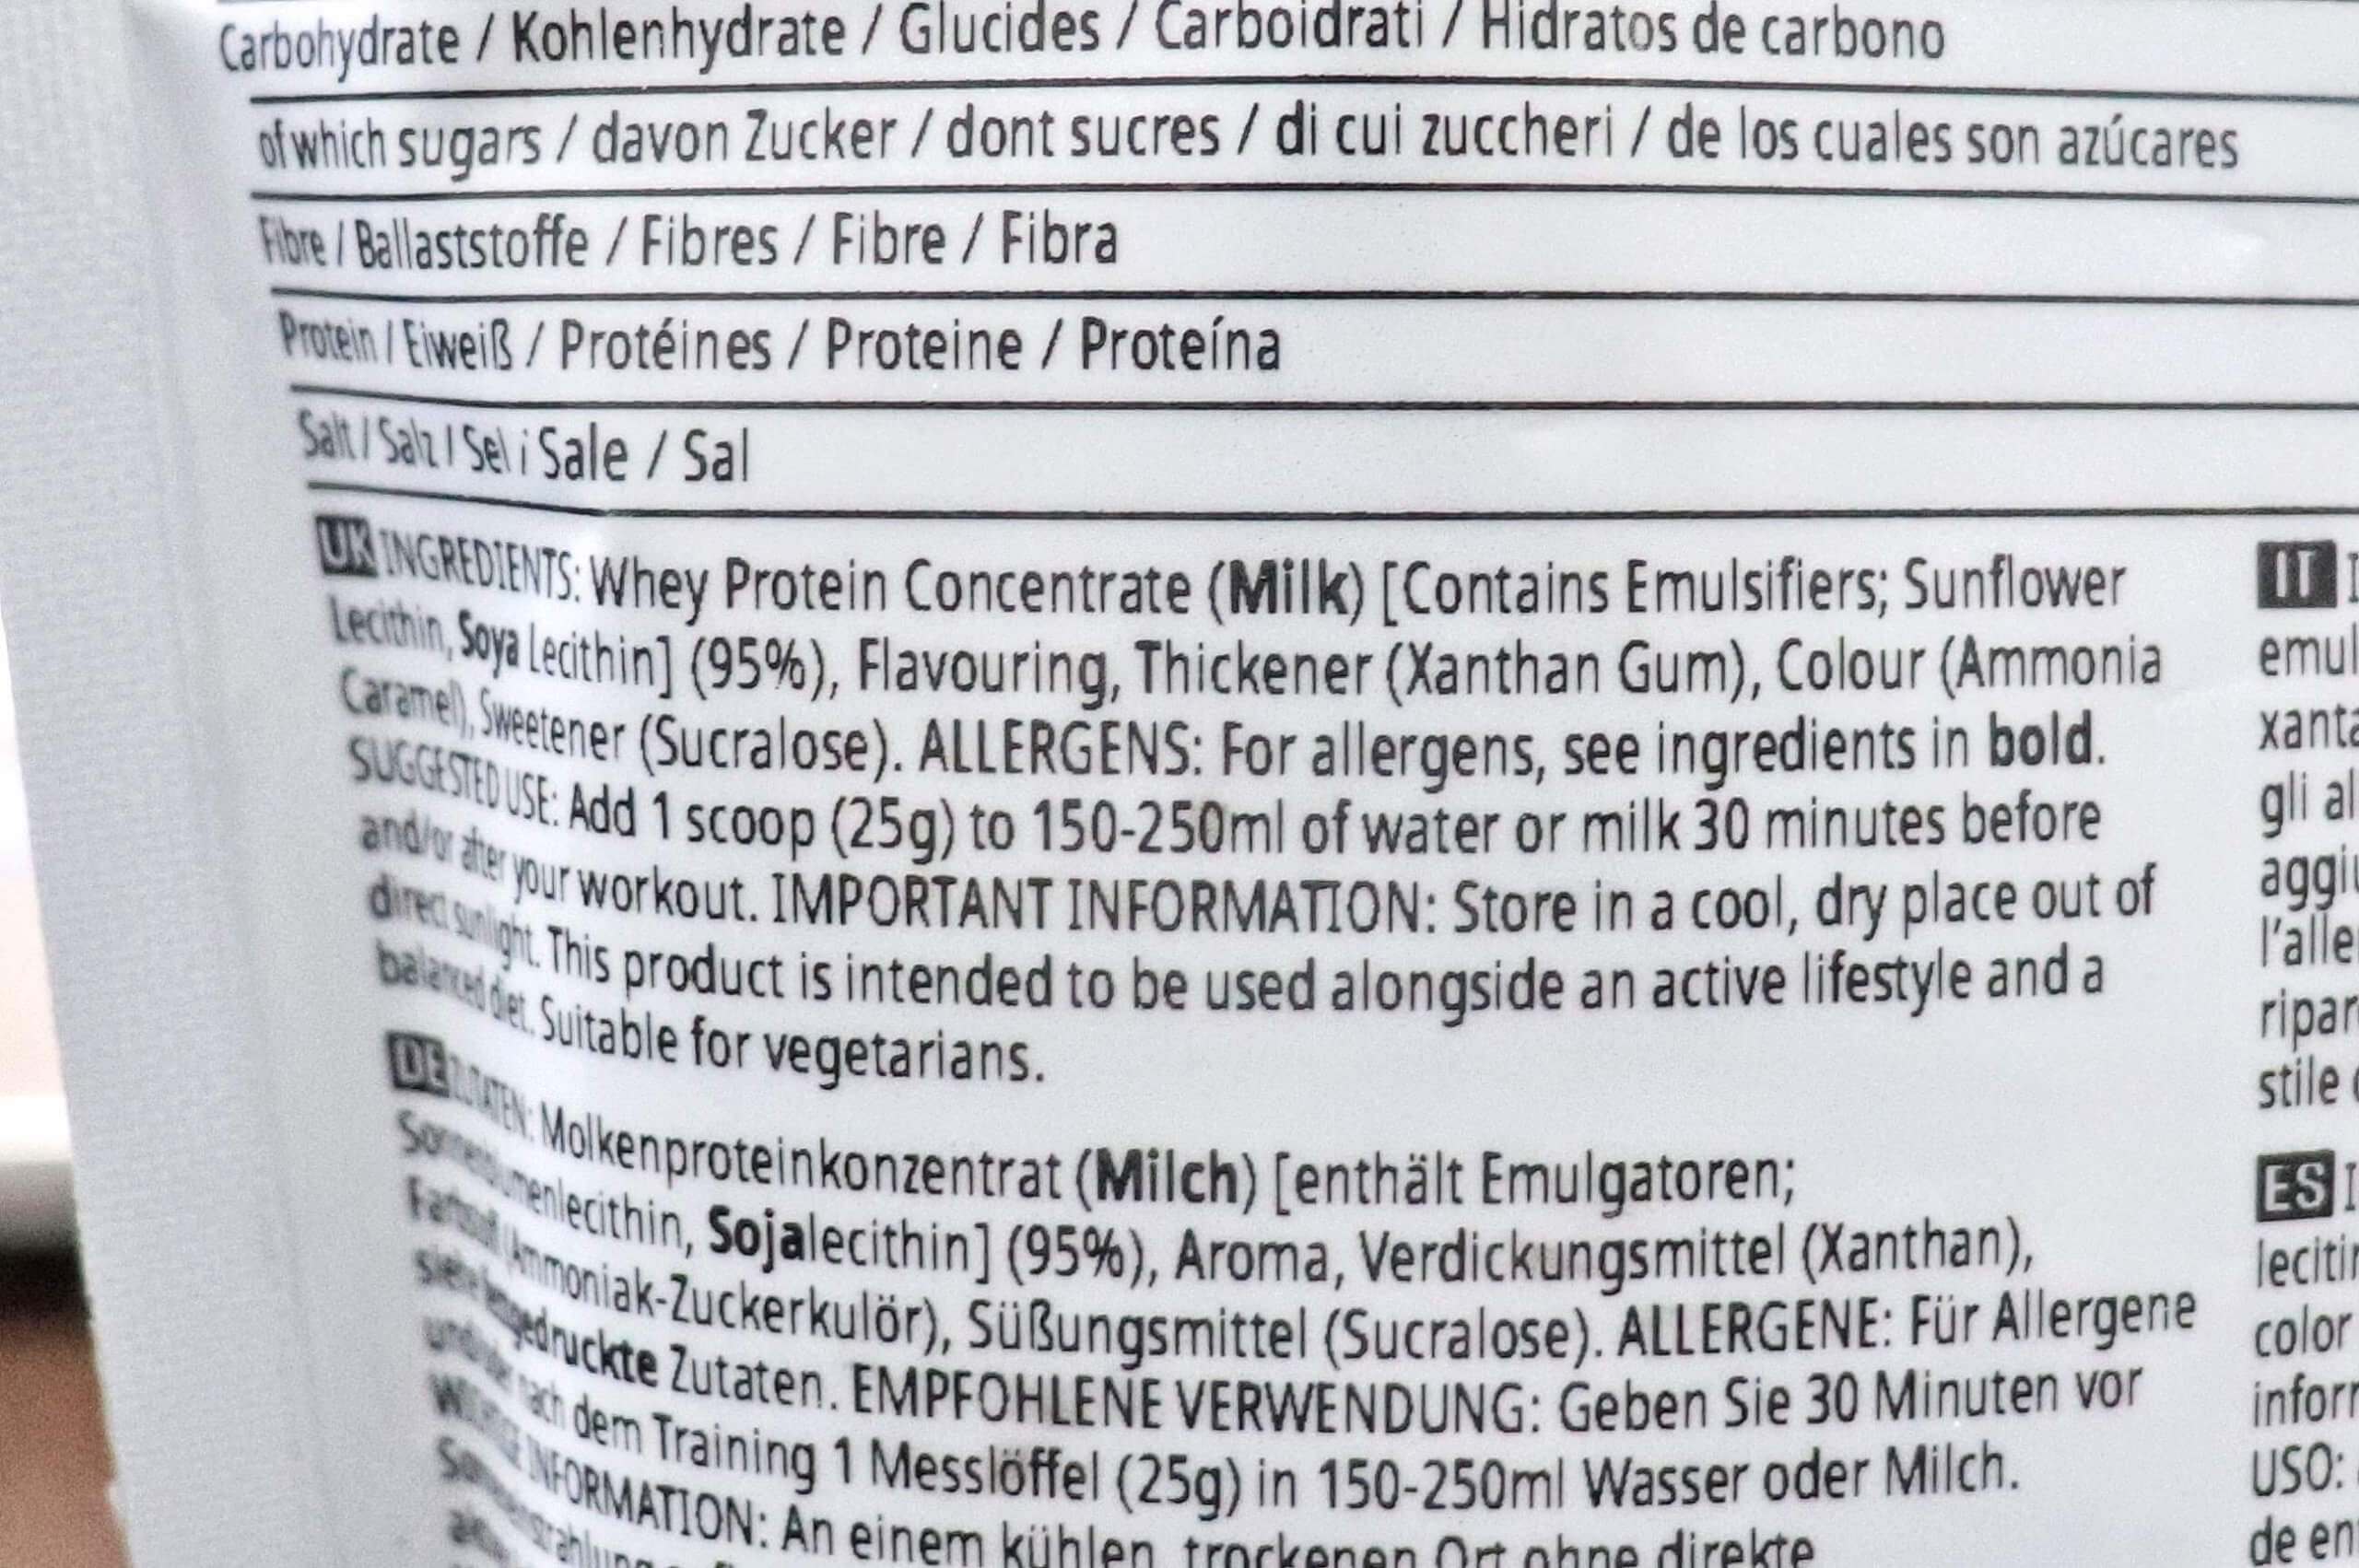 Carbohydrate / Kohlenhydrate / Glucides / Carboidrati / Hidratos de carbono
of which sugars / davon Zucker / dont sucres / di cui zuccheri / de los cuales son azúcares
Fibre / Ballaststoffe / Fibres / Fibre / Fibra
Protein / Eiweiß / Protéines / Proteine / Proteína
Salt / Salz / Sel / Sale / Sal
UK INGREDIENTS: Whey Protein Concentrate (Milk) [Contains Emulsifiers; Sunflower
Lecithin, Soya Lecithin] (95%), Flavouring, Thickener (Xanthan Gum), Colour (Ammonia
Caramel), Sweetener (Sucralose). ALLERGENS: For allergens, see ingredients in bold.
SUGGESTED USE: Add 1 scoop (25g) to 150-250ml of water or milk 30 minutes before
and/or after your workout. IMPORTANT INFORMATION: Store in a cool, dry place out of
direct sunlight. This product is intended to be used alongside an active lifestyle and a
balanced diet. Suitable for vegetarians.
DE ZUTATEN: Molkenproteinkonzentrat (Milch) [enthält Emulgatoren;
Sonnenblumenlecithin, Sojalecithin] (95%), Aroma, Verdickungsmittel (Xanthan),
Farbstoff (Ammoniak-Zuckerkulör), Süßungsmittel (Sucralose). ALLERGENE: Für Allergene
Zutaten. EMPFOHLENE VERWENDUNG: Geben Sie 30 Minuten vor
nach dem Training 1 Messlöffel (25g) in 150-250ml Wasser oder Milch.
INFORMATION: An einem kühlen, trockenen Ort ohne direkte
IT I
emul
xanta
gli al
aggiu
l'aller
ripar
stile
ES I
lecitin
color
inform
USO:
de en